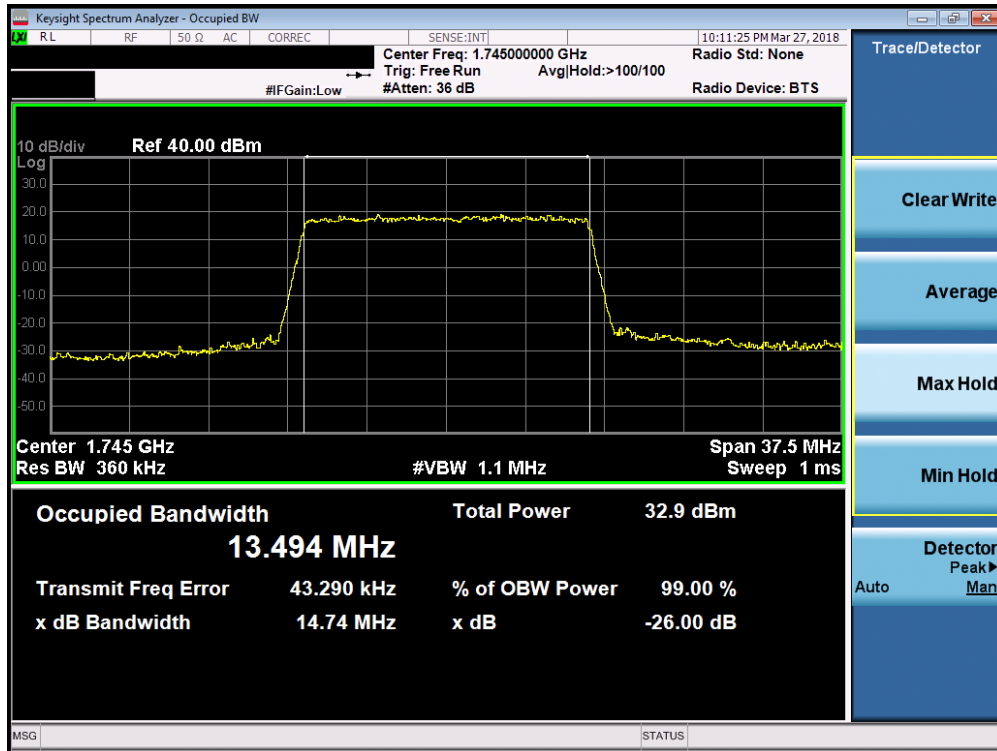 Keysight Spectrum Analyzer - Occupied BW
LXI RL RF 50 Ω AC CORREC SENSE:INT 10:11:25 PM Mar 27, 2018
Center Freq: 1.745000000 GHz Radio Std: None
Trig: Free Run Avg|Hold:>100/100
#IFGain:Low #Atten: 36 dB Radio Device: BTS
10 dB/div Ref 40.00 dBm
Log
30.0
20.0
10.0
0.00
-10.0
-20.0
-30.0
-40.0
-50.0
Center 1.745 GHz Span 37.5 MHz
Res BW 360 kHz #VBW 1.1 MHz Sweep 1 ms
Occupied Bandwidth Total Power 32.9 dBm
13.494 MHz
Transmit Freq Error 43.290 kHz % of OBW Power 99.00 %
x dB Bandwidth 14.74 MHz x dB -26.00 dB
MSG STATUS
Trace/Detector
Clear Write
Average
Max Hold
Min Hold
Detector
Peak▶
Auto Man